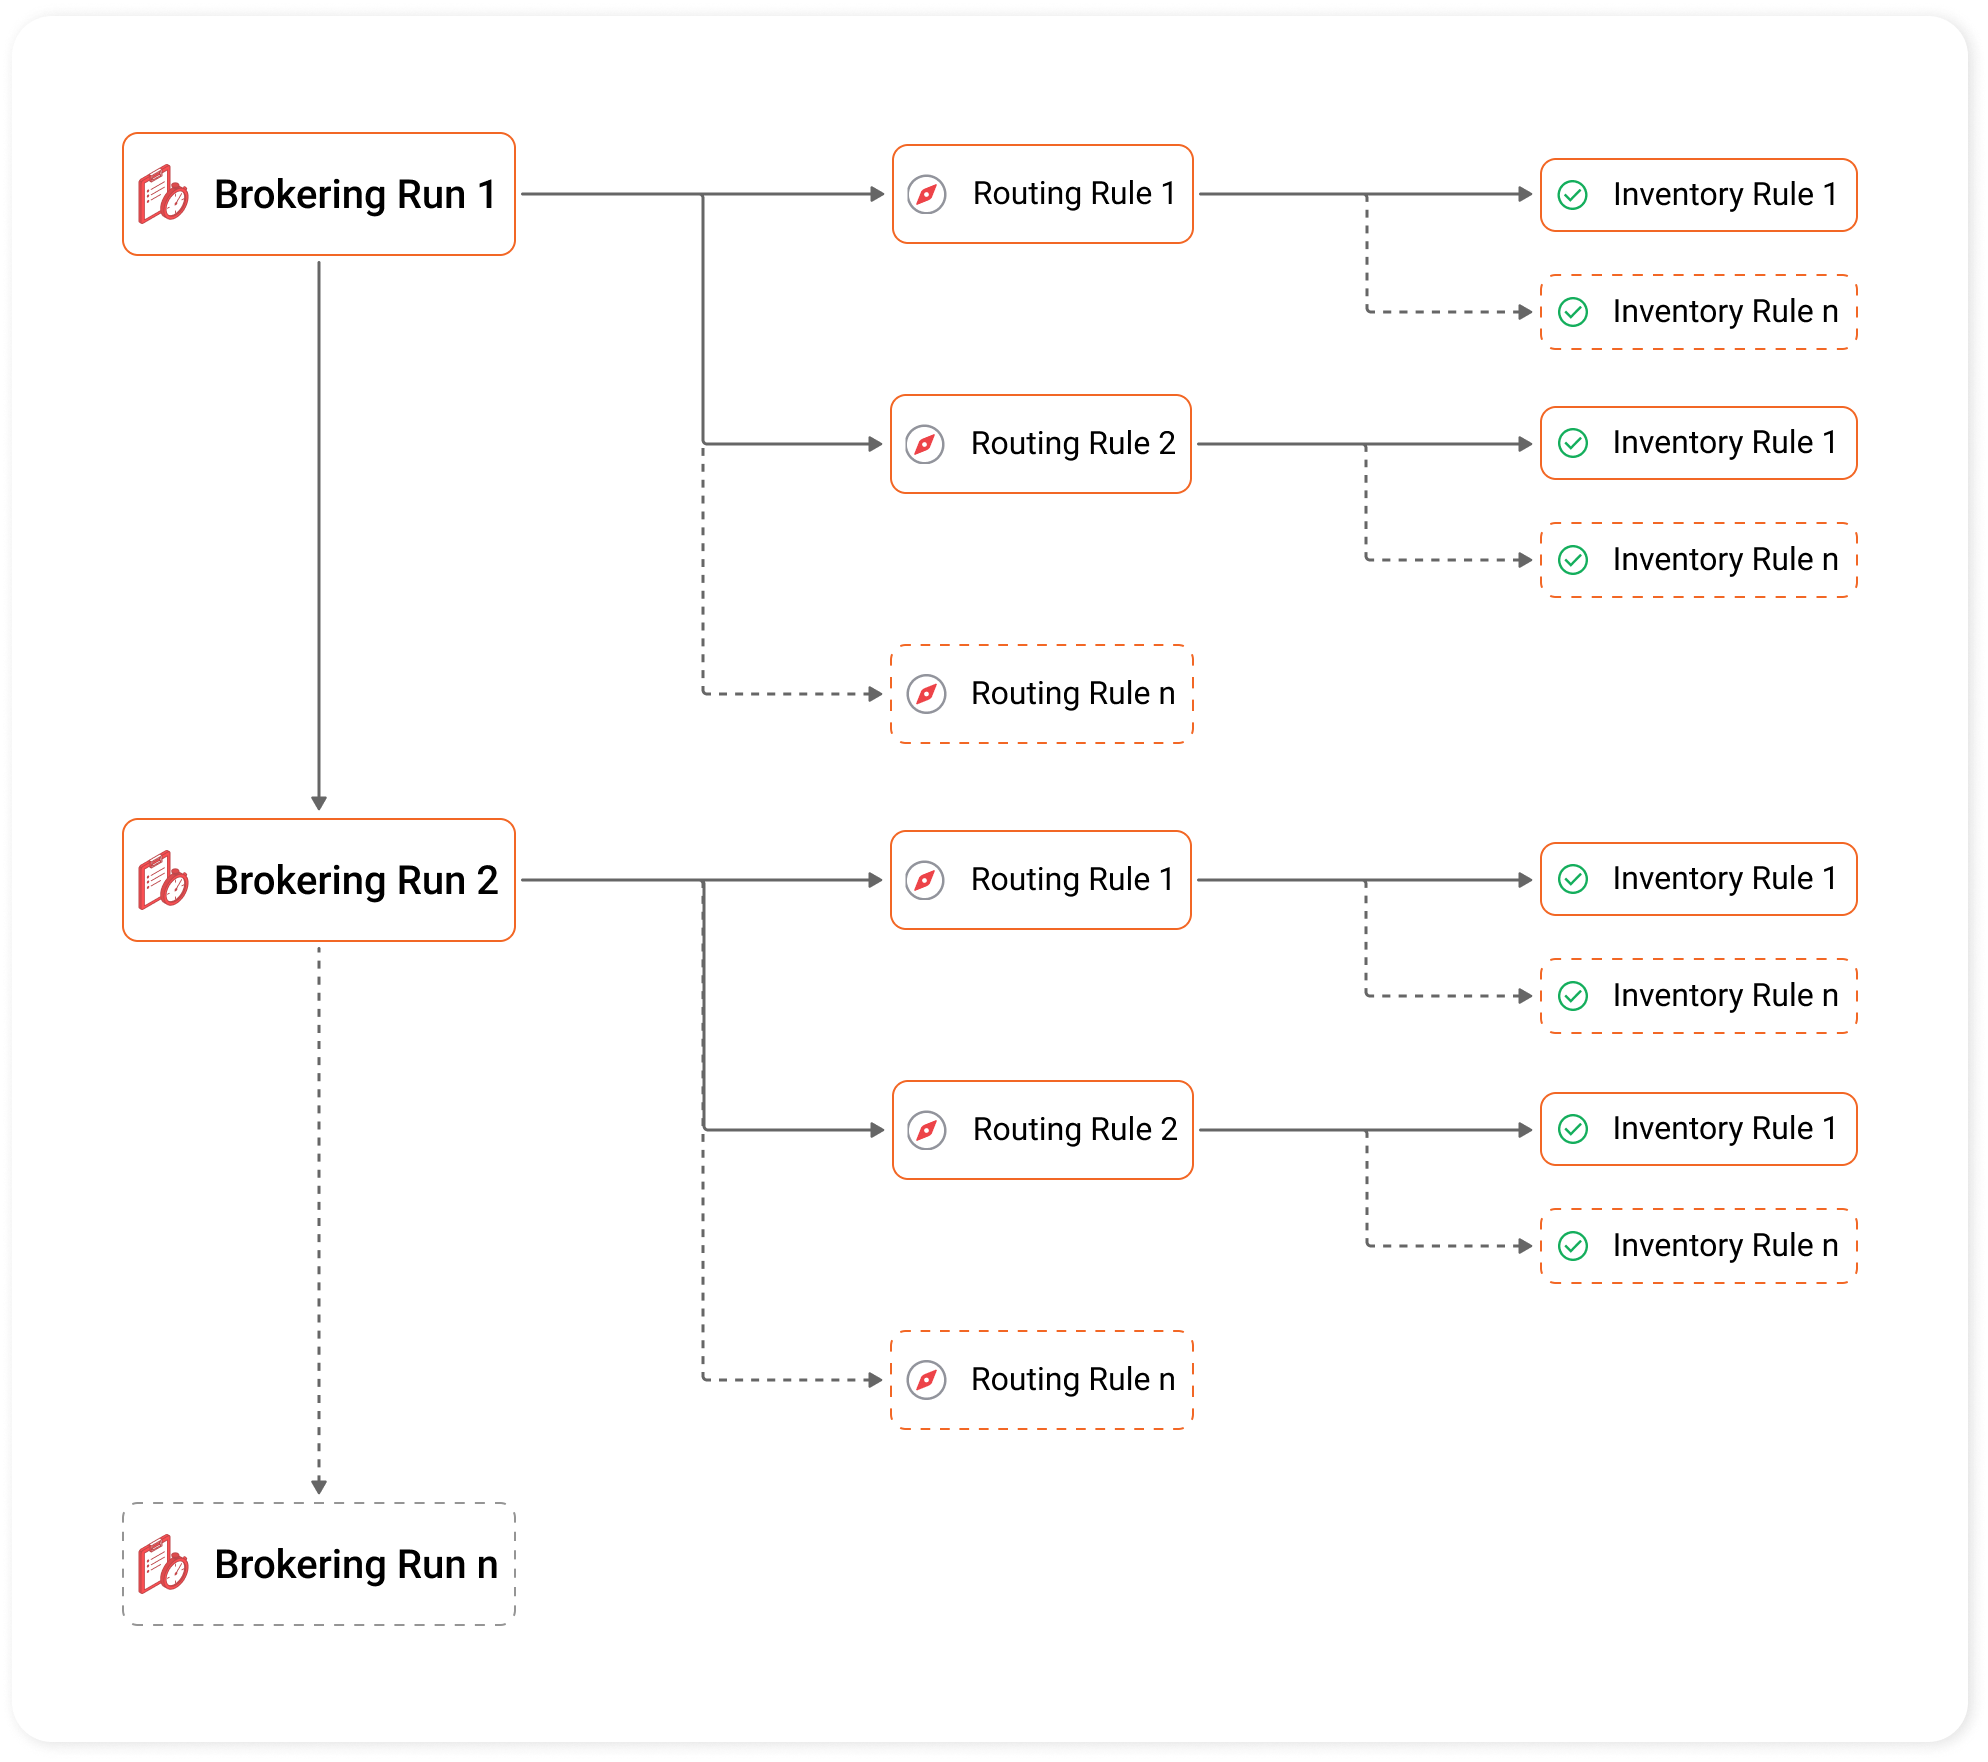 Brokering Run 1
Routing Rule 1
Inventory Rule 1
Inventory Rule n
Routing Rule 2
Inventory Rule 1
Inventory Rule n
Routing Rule n
Brokering Run 2
Routing Rule 1
Inventory Rule 1
Inventory Rule n
Routing Rule 2
Inventory Rule 1
Inventory Rule n
Routing Rule n
Brokering Run n